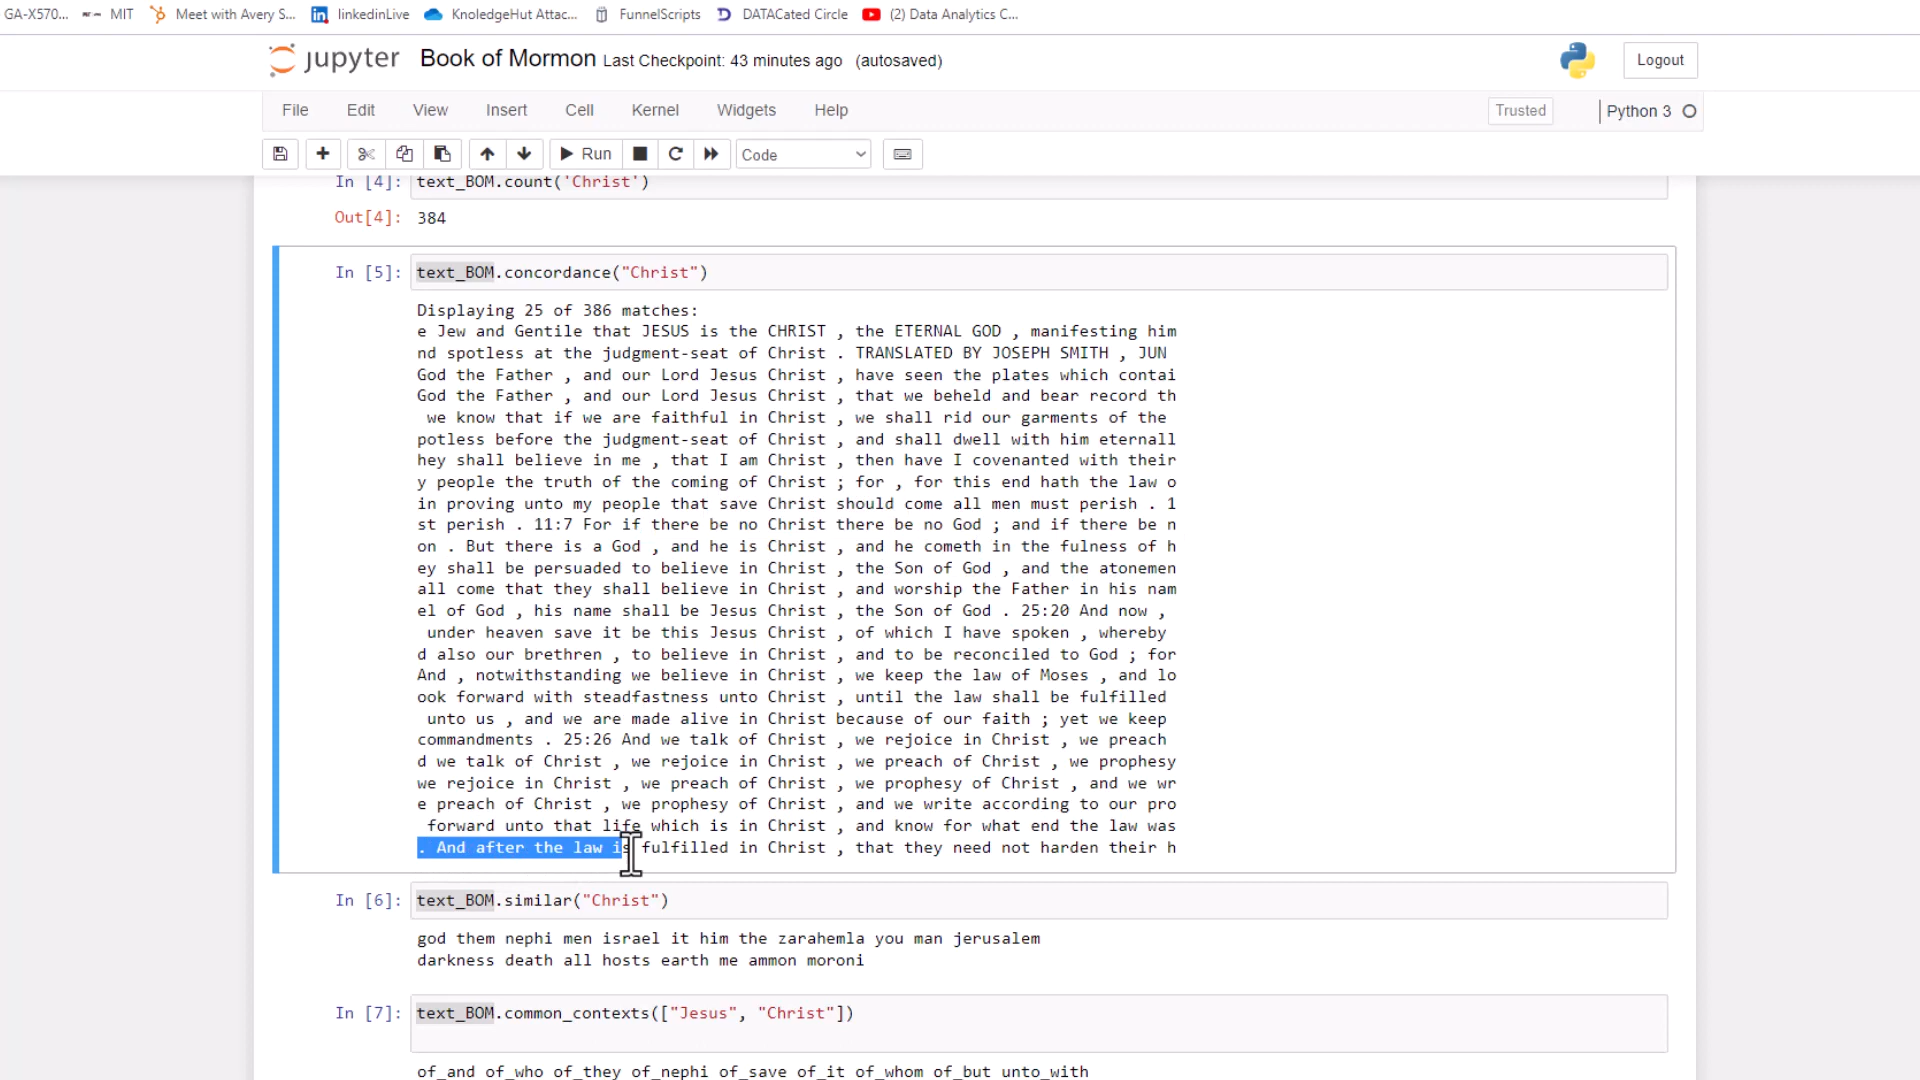 GA-X570... MIT Meet with Avery S... linkedinLive KnoledgeHut Attac... FunnelScripts DATACated Circle (2) Data Analytics C...
jupyter Book of Mormon Last Checkpoint: 43 minutes ago (autosaved) Logout
File Edit View Insert Cell Kernel Widgets Help Trusted Python 3
Run Code
In [4]: text_BOM.count('Christ')
Out[4]: 384
In [5]: text_BOM.concordance("Christ")
Displaying 25 of 386 matches:
e Jew and Gentile that JESUS is the CHRIST , the ETERNAL GOD , manifesting him
nd spotless at the judgment-seat of Christ . TRANSLATED BY JOSEPH SMITH , JUN
God the Father , and our Lord Jesus Christ , have seen the plates which contai
God the Father , and our Lord Jesus Christ , that we beheld and bear record th
we know that if we are faithful in Christ , we shall rid our garments of the
potless before the judgment-seat of Christ , and shall dwell with him eternall
hey shall believe in me , that I am Christ , then have I covenanted with their
y people the truth of the coming of Christ ; for , for this end hath the law o
in proving unto my people that save Christ should come all men must perish . 1
st perish . 11:7 For if there be no Christ there be no God ; and if there be n
on . But there is a God , and he is Christ , and he cometh in the fulness of h
ey shall be persuaded to believe in Christ , the Son of God , and the atonemen
all come that they shall believe in Christ , and worship the Father in his nam
el of God , his name shall be Jesus Christ , the Son of God . 25:20 And now ,
under heaven save it be this Jesus Christ , of which I have spoken , whereby
d also our brethren , to believe in Christ , and to be reconciled to God ; for
And , notwithstanding we believe in Christ , we keep the law of Moses , and lo
ook forward with steadfastness unto Christ , until the law shall be fulfilled
unto us , and we are made alive in Christ because of our faith ; yet we keep
commandments . 25:26 And we talk of Christ , we rejoice in Christ , we preach
d we talk of Christ , we rejoice in Christ , we preach of Christ , we prophesy
we rejoice in Christ , we preach of Christ , we prophesy of Christ , and we wr
e preach of Christ , we prophesy of Christ , and we write according to our pro
forward unto that life which is in Christ , and know for what end the law was
. And after the law is fulfilled in Christ , that they need not harden their h
In [6]: text_BOM.similar("Christ")
god them nephi men israel it him the zarahemla you man jerusalem
darkness death all hosts earth me ammon moroni
In [7]: text_BOM.common_contexts(["Jesus", "Christ"])
of_and of_who of_they of_nephi of_save of_it of_whom of_but unto_with